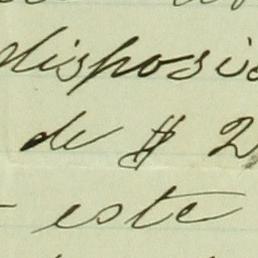 disposic
de $ 2
- este